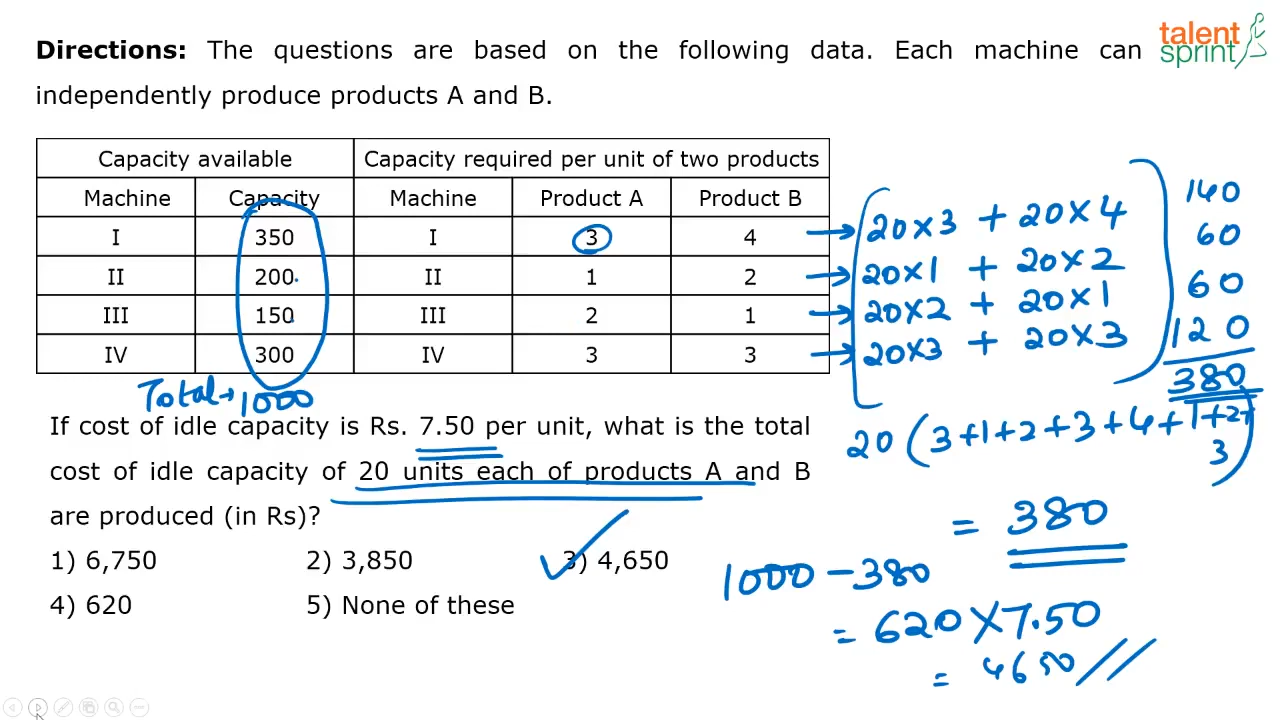 talent
sprint
Directions: The questions are based on the following data. Each machine can
independently produce products A and B.
Capacity available Capacity required per unit of two products
Machine Capacity Machine Product A Product B
I 350 I 3 4
II 200 II 1 2
III 150 III 2 1
IV 300 IV 3 3
Total → 1000
→ 20×3 + 20×4
→ 20×1 + 20×2
→ 20×2 + 20×1
→ 20×3 + 20×3
140
60
60
120
380
20 (3+1+2+3+4+1+2+
3)
= 380
If cost of idle capacity is Rs. 7.50 per unit, what is the total
cost of idle capacity of 20 units each of products A and B
are produced (in Rs)?
1) 6,750 2) 3,850 3) 4,650
4) 620 5) None of these
1000 – 380
= 620 × 7.50
= 4650 //